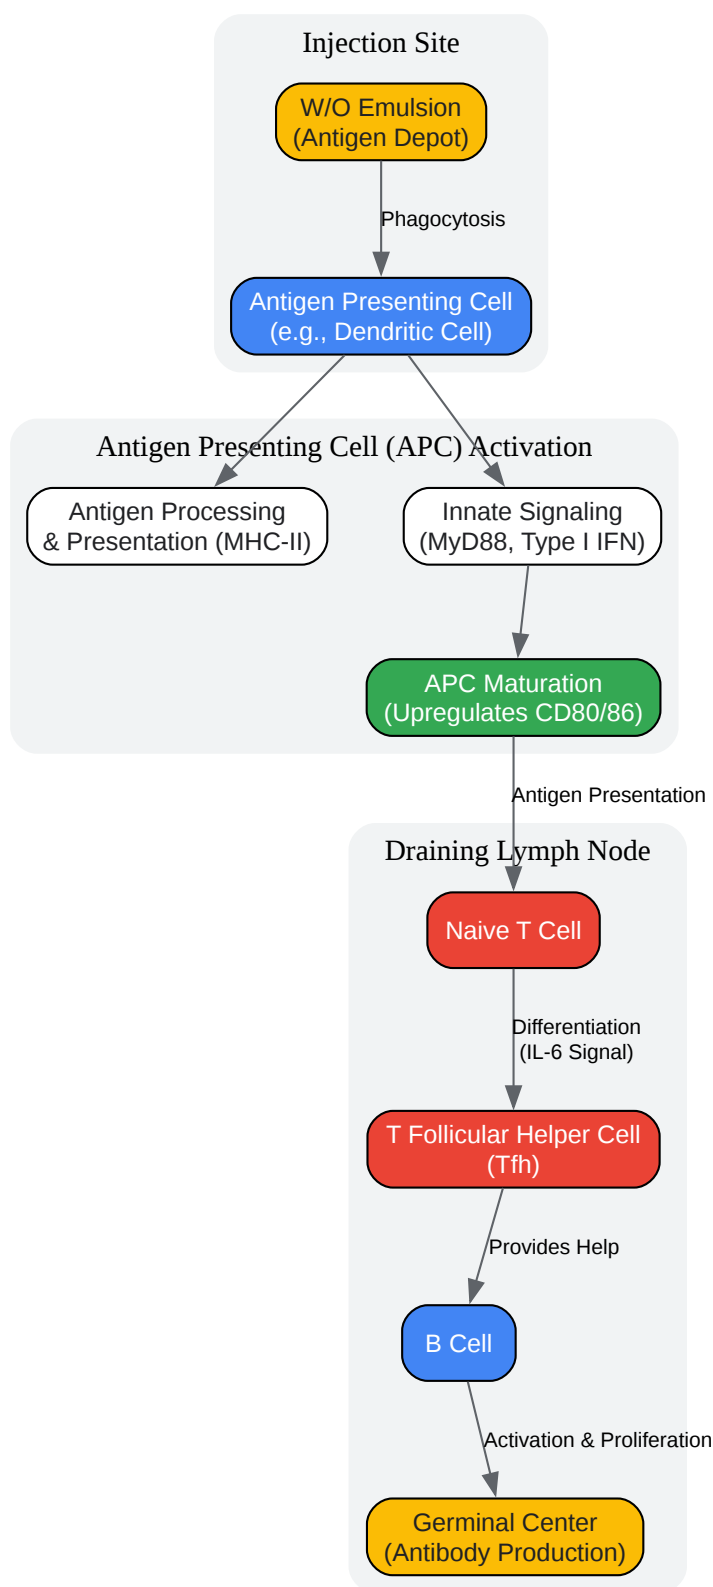 Injection Site
W/O Emulsion
(Antigen Depot)
Phagocytosis
Antigen Presenting Cell
(e.g., Dendritic Cell)
Antigen Presenting Cell (APC) Activation
Antigen Processing
& Presentation (MHC-II)
Innate Signaling
(MyD88, Type I IFN)
APC Maturation
(Upregulates CD80/86)
Antigen Presentation
Draining Lymph Node
Naive T Cell
Differentiation
(IL-6 Signal)
T Follicular Helper Cell
(Tfh)
Provides Help
B Cell
Activation & Proliferation
Germinal Center
(Antibody Production)